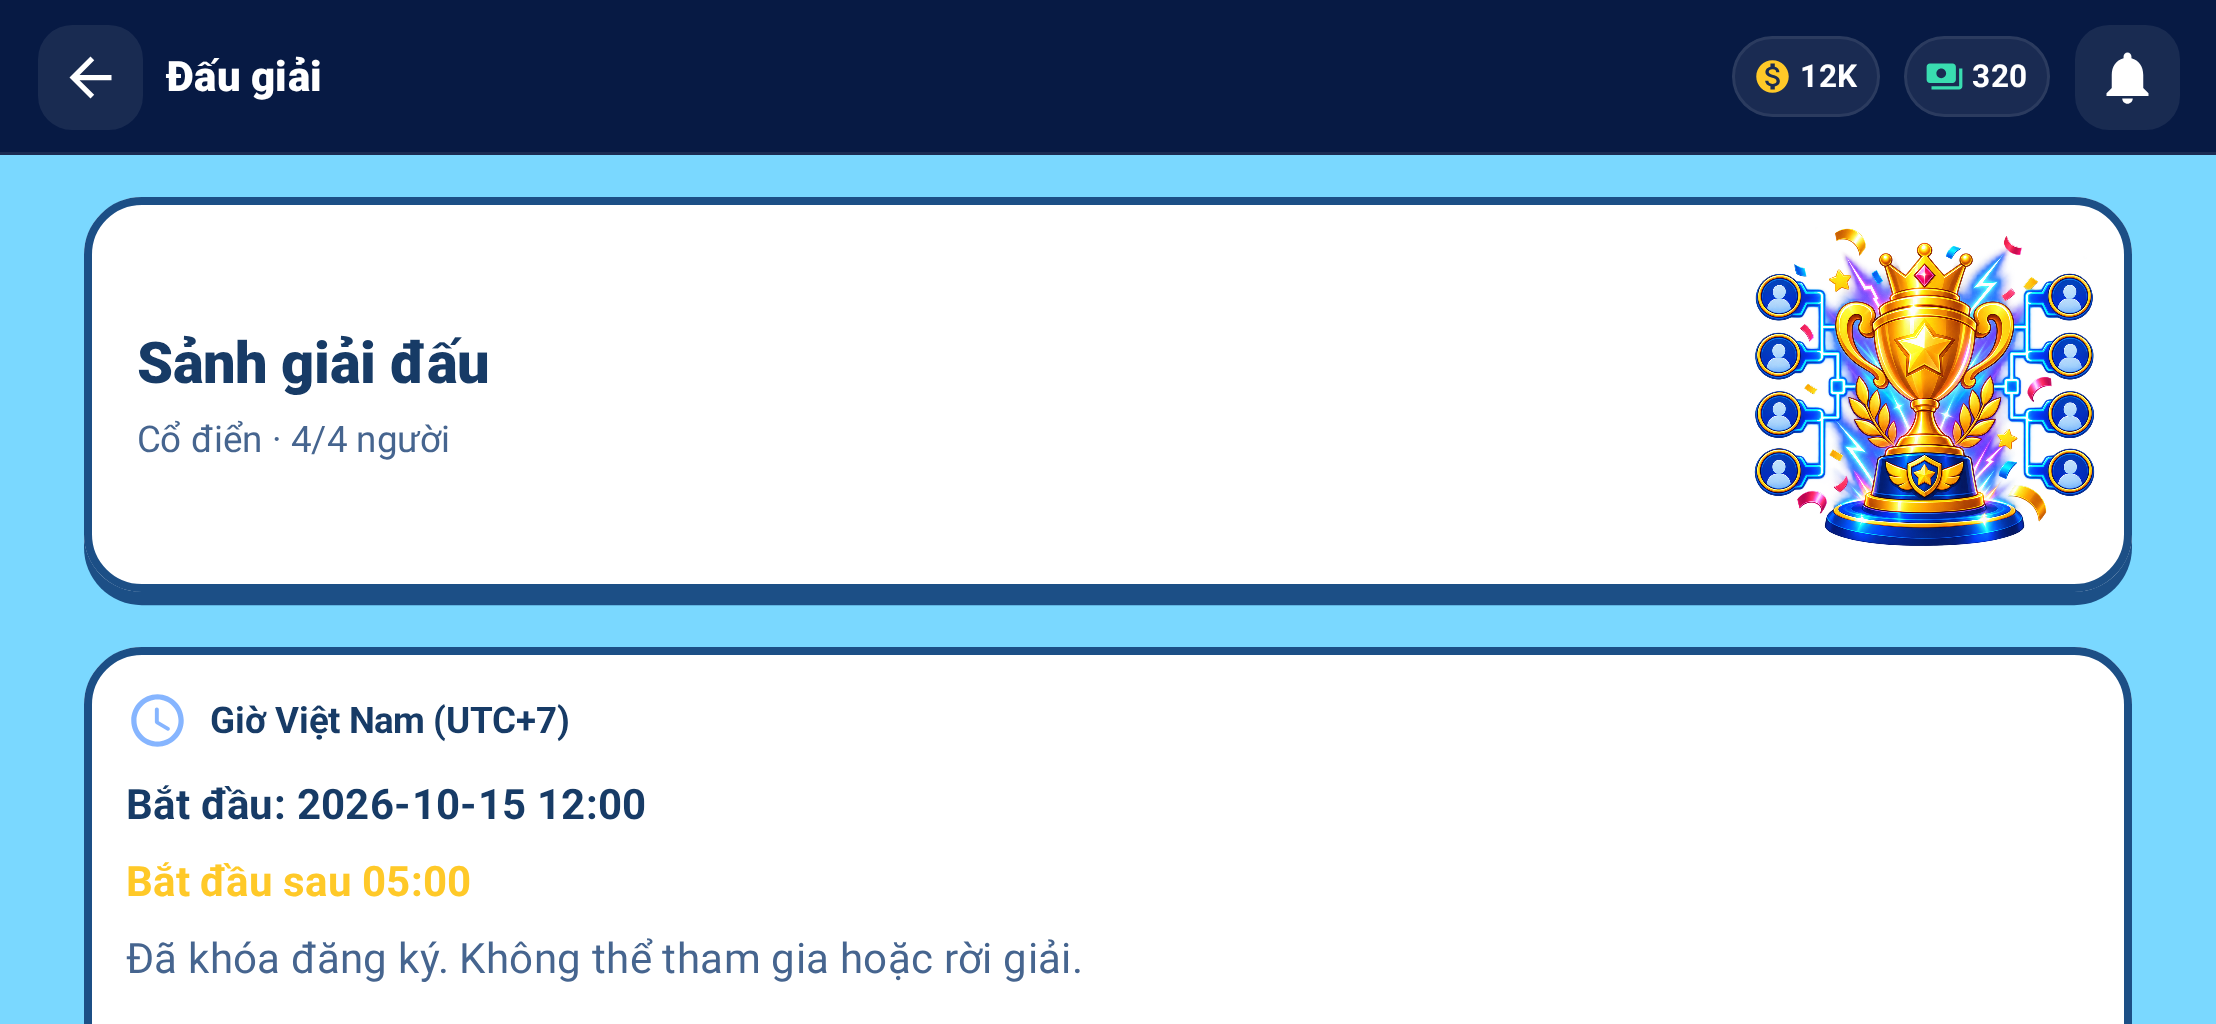 Đấu giải
12K
320
Sảnh giải đấu
Cổ điển · 4/4 người
Giờ Việt Nam (UTC+7)
Bắt đầu: 2026-10-15 12:00
Bắt đầu sau 05:00
Đã khóa đăng ký. Không thể tham gia hoặc rời giải.